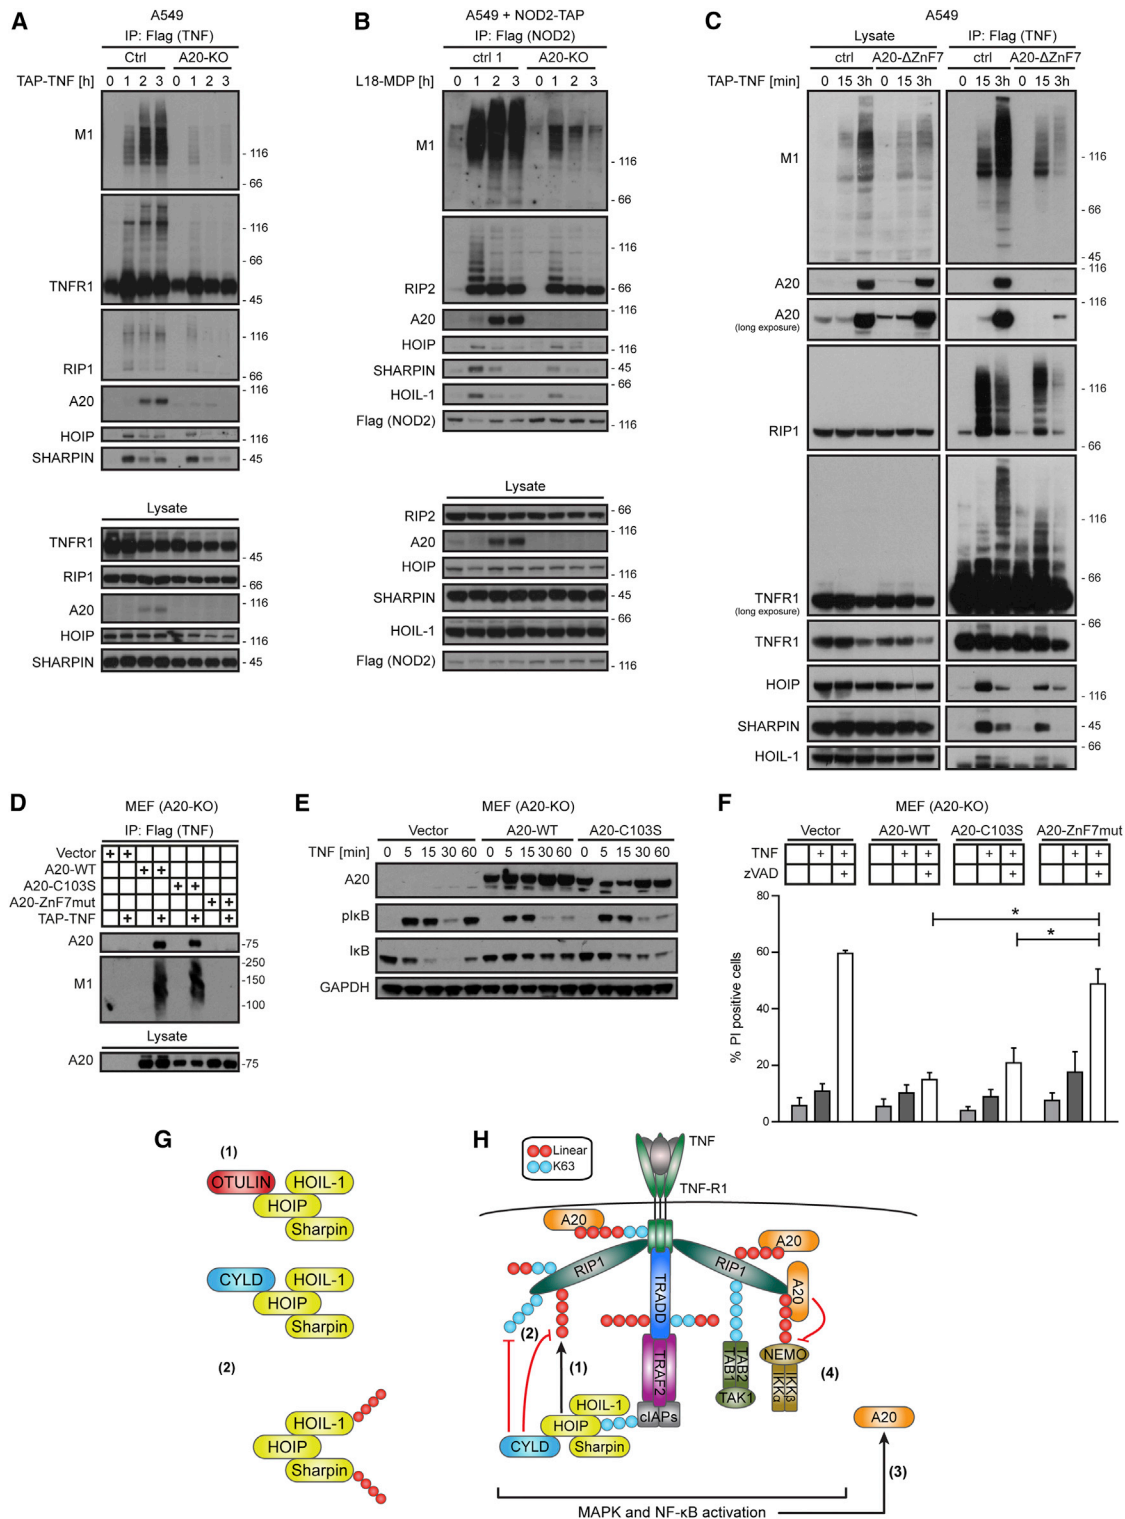 A
A549
IP: Flag (TNF)
Ctrl A20-KO
TAP-TNF [h] 0 1 2 3 0 1 2 3
M1
- 116
- 66
- 116
- 66
TNFR1
- 45
- 116
RIP1
- 66
A20
- 116
HOIP
- 116
SHARPIN
- 45
Lysate
TNFR1
- 45
RIP1
- 66
A20
- 116
HOIP
- 116
SHARPIN
- 45
B
A549 + NOD2-TAP
IP: Flag (NOD2)
ctrl 1 A20-KO
L18-MDP [h] 0 1 2 3 0 1 2 3
M1
- 116
- 66
- 116
RIP2
- 66
A20
HOIP
- 116
SHARPIN
- 45
- 66
HOIL-1
Flag (NOD2)
- 116
Lysate
RIP2
- 66
- 116
A20
HOIP
- 116
SHARPIN
- 45
- 66
HOIL-1
Flag (NOD2)
- 116
C
A549
Lysate IP: Flag (TNF)
ctrl A20-ΔZnF7 ctrl A20-ΔZnF7
TAP-TNF [min] 0 15 3h 0 15 3h 0 15 3h 0 15 3h
M1
- 116
- 66
- 45
- 116
A20
- 116
A20
(long exposure)
- 116
RIP1
- 66
- 116
- 66
TNFR1
(long exposure)
- 66
TNFR1
HOIP
- 116
SHARPIN
- 45
- 66
HOIL-1
D
MEF (A20-KO)
IP: Flag (TNF)
Vector + +
A20-WT + +
A20-C103S + +
A20-ZnF7mut + +
TAP-TNF + + + +
A20
-75
-250
M1
-150
-100
Lysate
A20
-75
E
MEF (A20-KO)
Vector A20-WT A20-C103S
TNF [min] 0 5 15 30 60 0 5 15 30 60 0 5 15 30 60
A20
pIκB
IκB
GAPDH
F
MEF (A20-KO)
Vector A20-WT A20-C103S A20-ZnF7mut
TNF + + + + + + + +
zVAD + + + +
80
60
40
20
0
% PI positive cells
*
*
G
(1)
OTULIN HOIL-1
HOIP
Sharpin
CYLD HOIL-1
HOIP
Sharpin
(2)
HOIL-1
HOIP
Sharpin
H
Linear
K63
TNF
TNF-R1
A20
A20
RIP1
RIP1
A20
TRADD
(2)
(1)
TRAF2
TAB2
TAB1
TAK1
NEMO
IKKα
IKKβ
(4)
HOIL-1
HOIP
cIAPs
CYLD
Sharpin
A20
(3)
MAPK and NF-κB activation